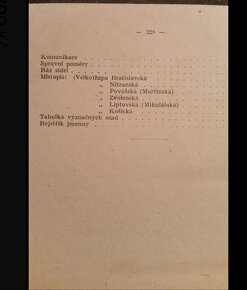 — 226 —
Komunikace
Správní poměry
Ráz sídel
Místopis: (Velko)župa Bratislavská
„ Nitranská
„ Považská (Martinská)
„ Zvolenská
„ Liptovská (Mikulášská)
„ Košická
Tabulka význačných osad
Rejstřík jmenný